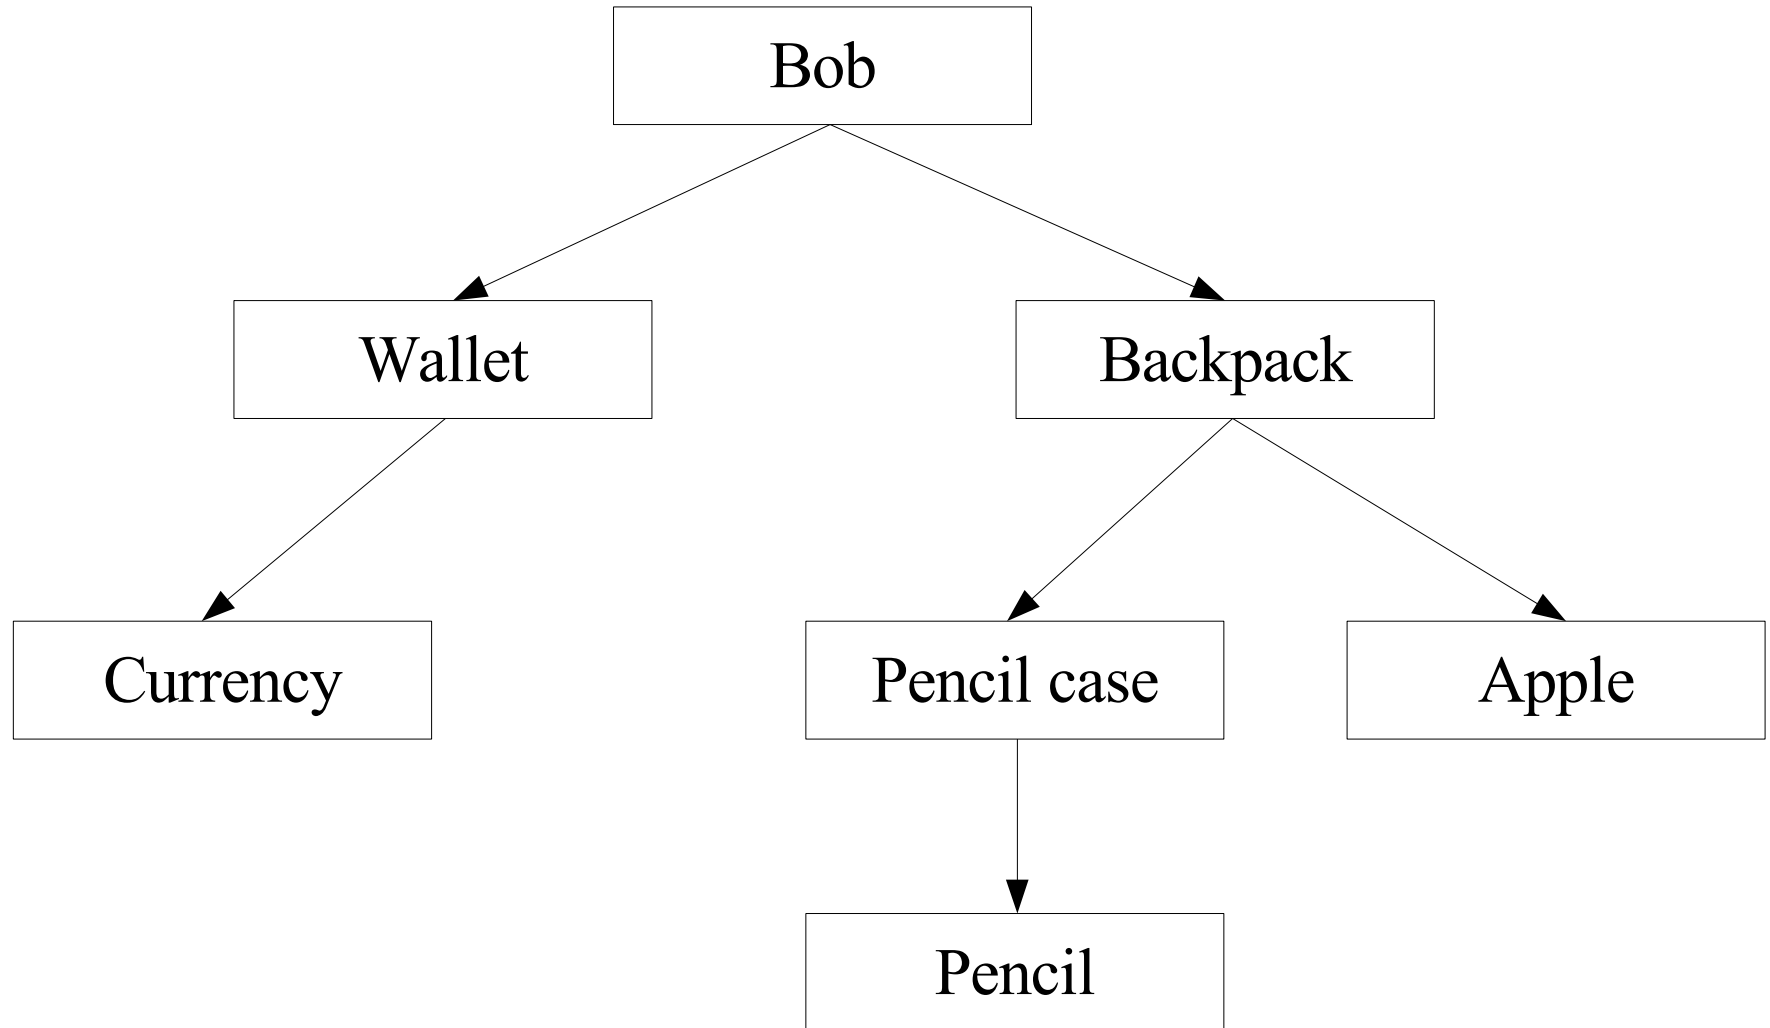 Bob
Wallet
Backpack
Currency
Pencil case
Apple
Pencil